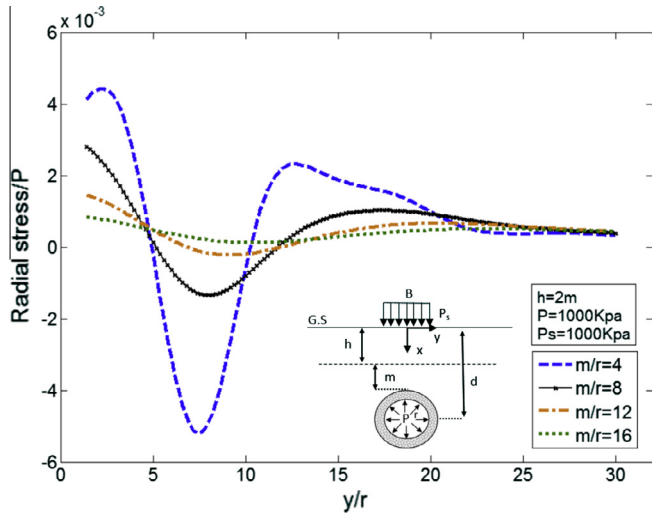 x 10⁻³
6
4
2
0
-2
-4
-6
Radial stress/P
0 5 10 15 20 25 30
y/r
B
Ps
G.S
y
x
h
m
d
P
r
h=2m
P=1000Kpa
Ps=1000Kpa
m/r=4
m/r=8
m/r=12
m/r=16